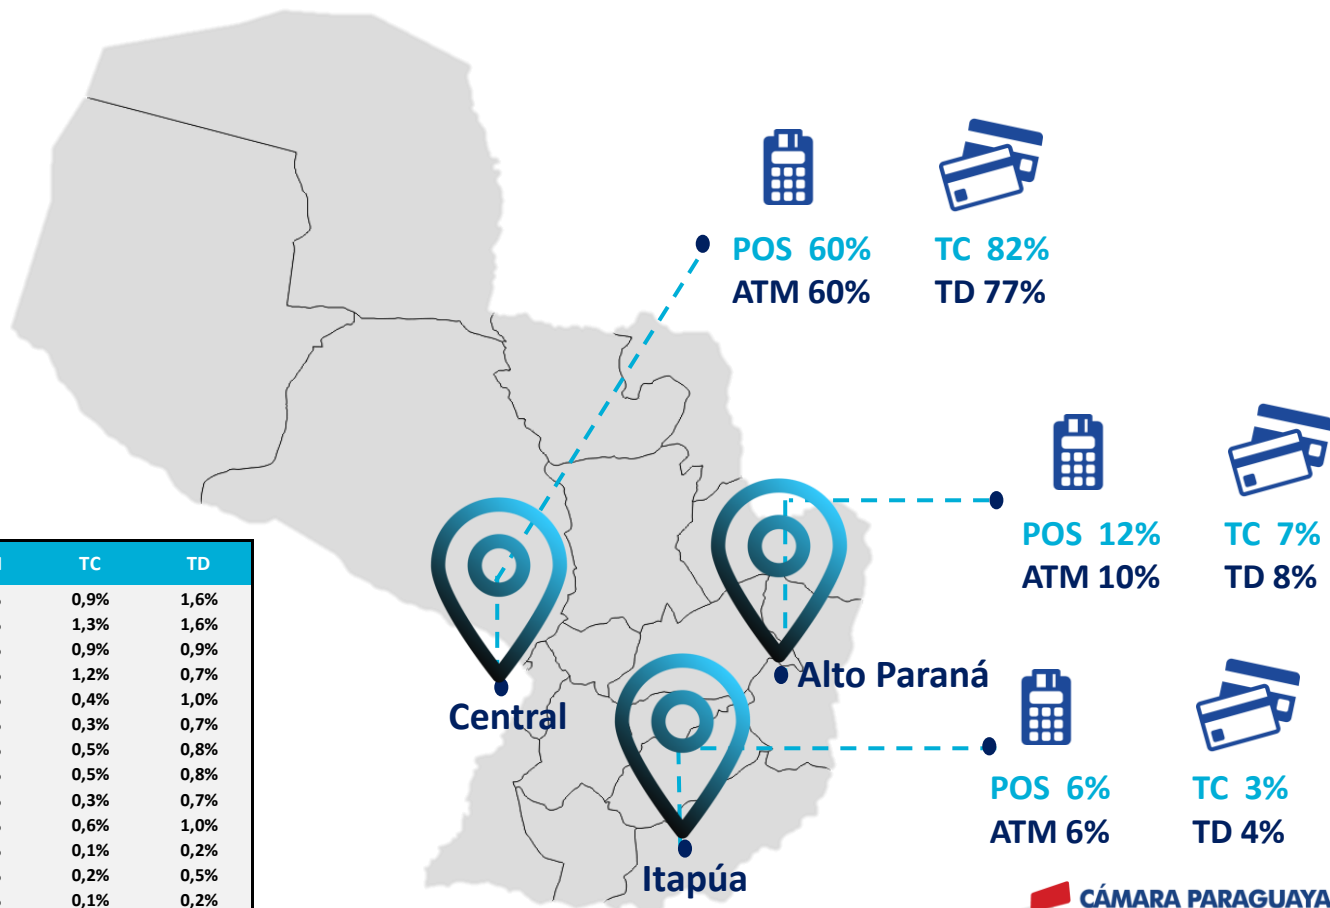 POS 60%
ATM 60%
TC 82%
TD 77%
POS 12%
ATM 10%
TC 7%
TD 8%
Alto Paraná
Central
POS 6%
ATM 6%
TC 3%
TD 4%
Itapúa
TC TD
0,9% 1,6%
1,3% 1,6%
0,9% 0,9%
1,2% 0,7%
0,4% 1,0%
0,3% 0,7%
0,5% 0,8%
0,5% 0,8%
0,3% 0,7%
0,6% 1,0%
0,1% 0,2%
0,2% 0,5%
0,1% 0,2%
CÁMARA PARAGUAYA